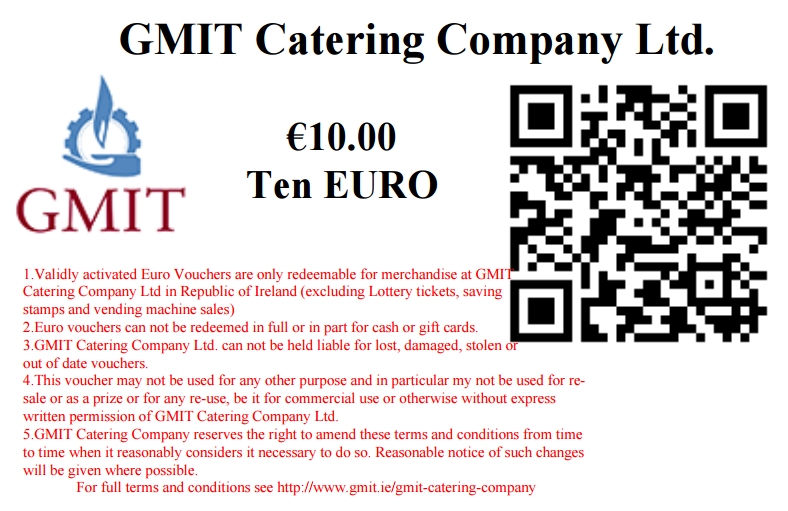 GMIT Catering Company Ltd.
€10.00
Ten EURO
GMIT
1.Validly activated Euro Vouchers are only redeemable for merchandise at GMIT
Catering Company Ltd in Republic of Ireland (excluding Lottery tickets, saving
stamps and vending machine sales)
2.Euro vouchers can not be redeemed in full or in part for cash or gift cards.
3.GMIT Catering Company Ltd. can not be held liable for lost, damaged, stolen or
out of date vouchers.
4.This voucher may not be used for any other purpose and in particular my not be used for re-
sale or as a prize or for any re-use, be it for commercial use or otherwise without express
written permission of GMIT Catering Company Ltd.
5.GMIT Catering Company reserves the right to amend these terms and conditions from time
to time when it reasonably considers it necessary to do so. Reasonable notice of such changes
will be given where possible.
For full terms and conditions see http://www.gmit.ie/gmit-catering-company